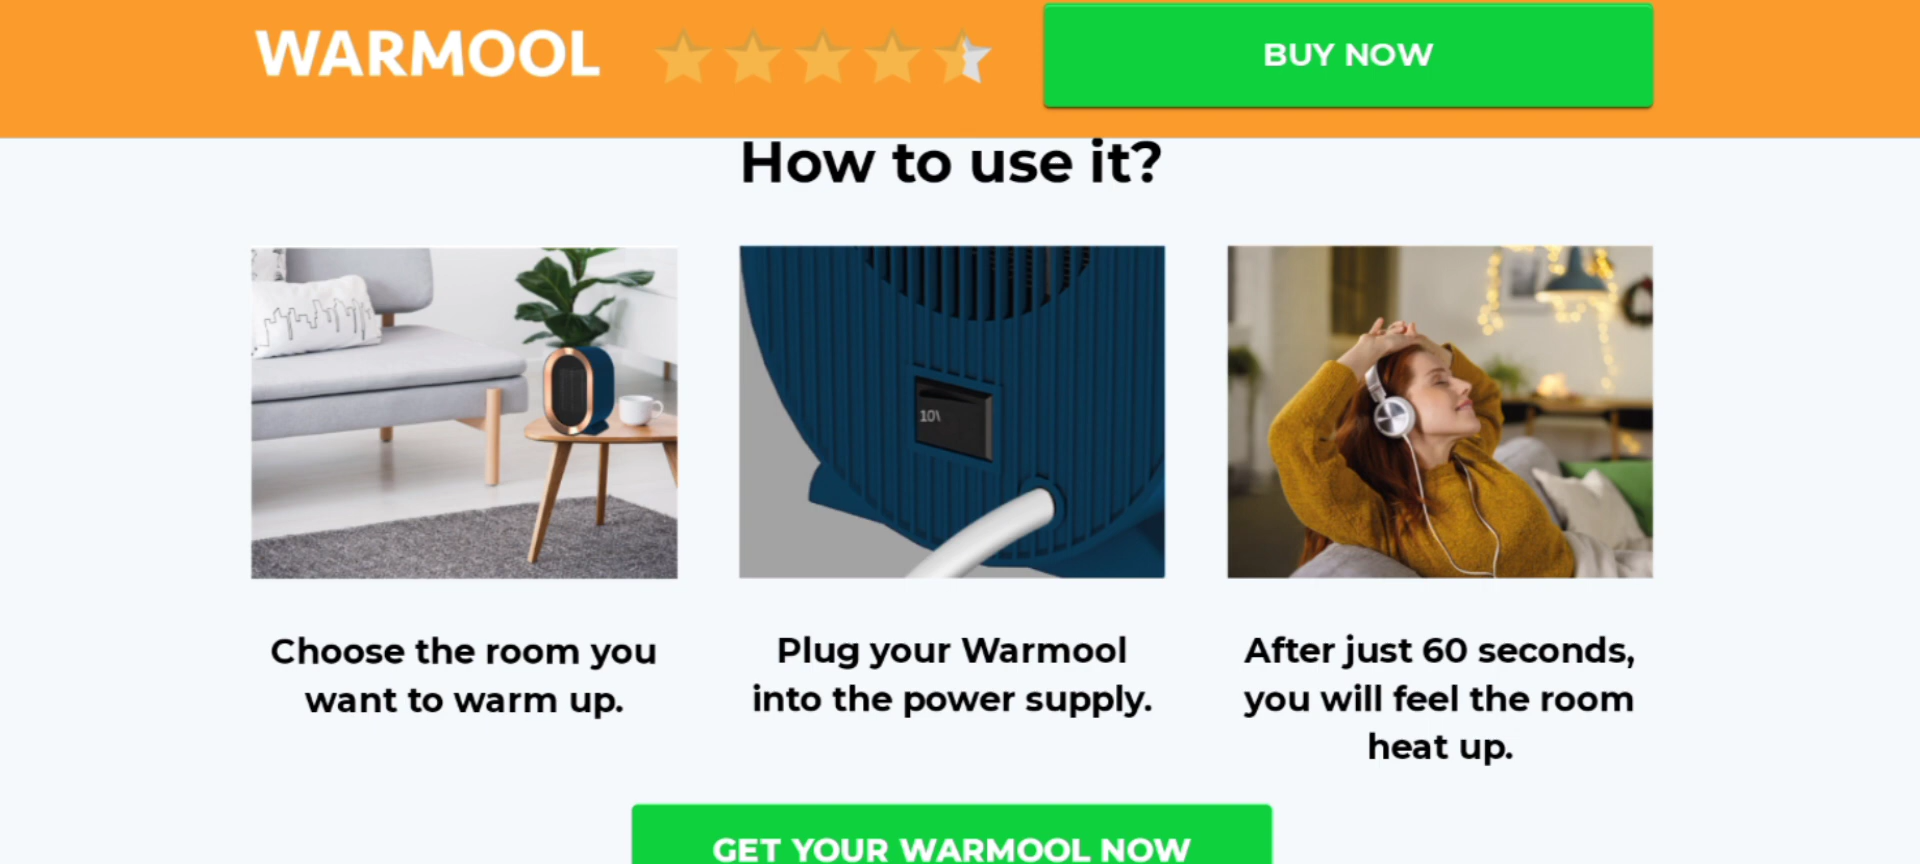 WARMOOL
BUY NOW
How to use it?
10\
Choose the room you
want to warm up.
Plug your Warmool
into the power supply.
After just 60 seconds,
you will feel the room
heat up.
GET YOUR WARMOOL NOW